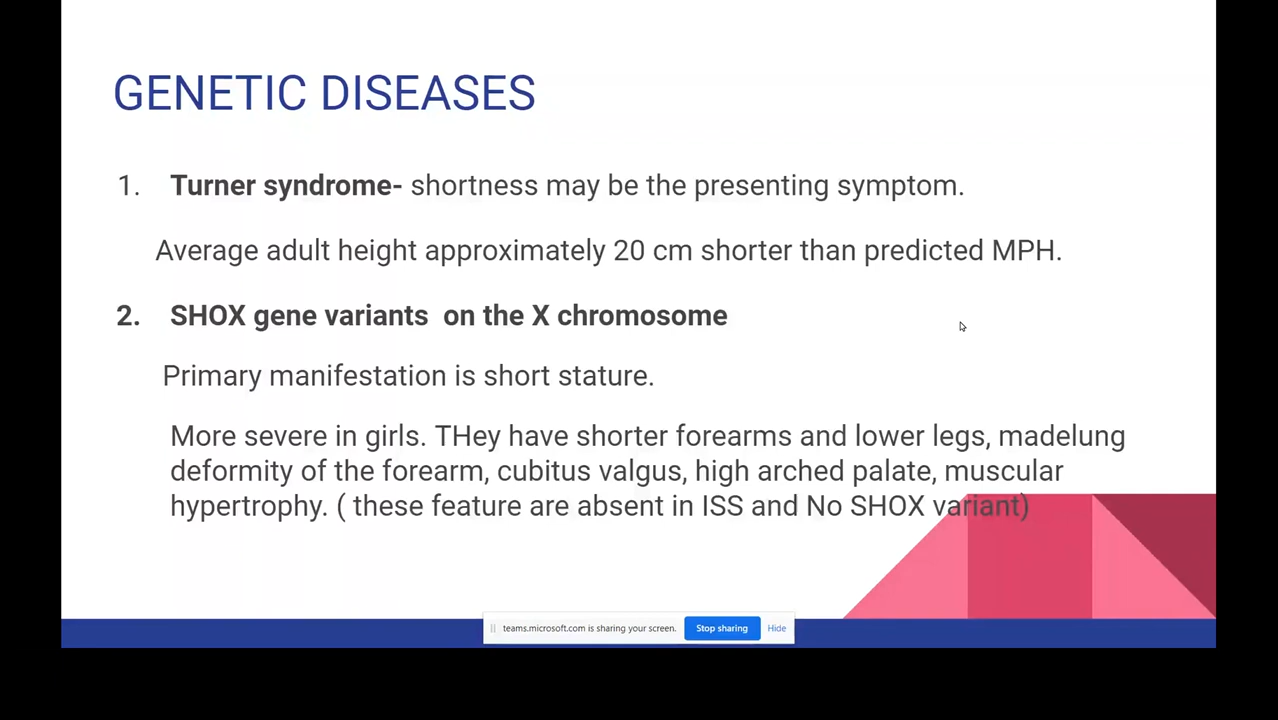 GENETIC DISEASES
1. Turner syndrome- shortness may be the presenting symptom.
Average adult height approximately 20 cm shorter than predicted MPH.
2. SHOX gene variants on the X chromosome
Primary manifestation is short stature.
More severe in girls. THey have shorter forearms and lower legs, madelung
deformity of the forearm, cubitus valgus, high arched palate, muscular
hypertrophy. ( these feature are absent in ISS and No SHOX variant)
teams.microsoft.com is sharing your screen. Stop sharing Hide